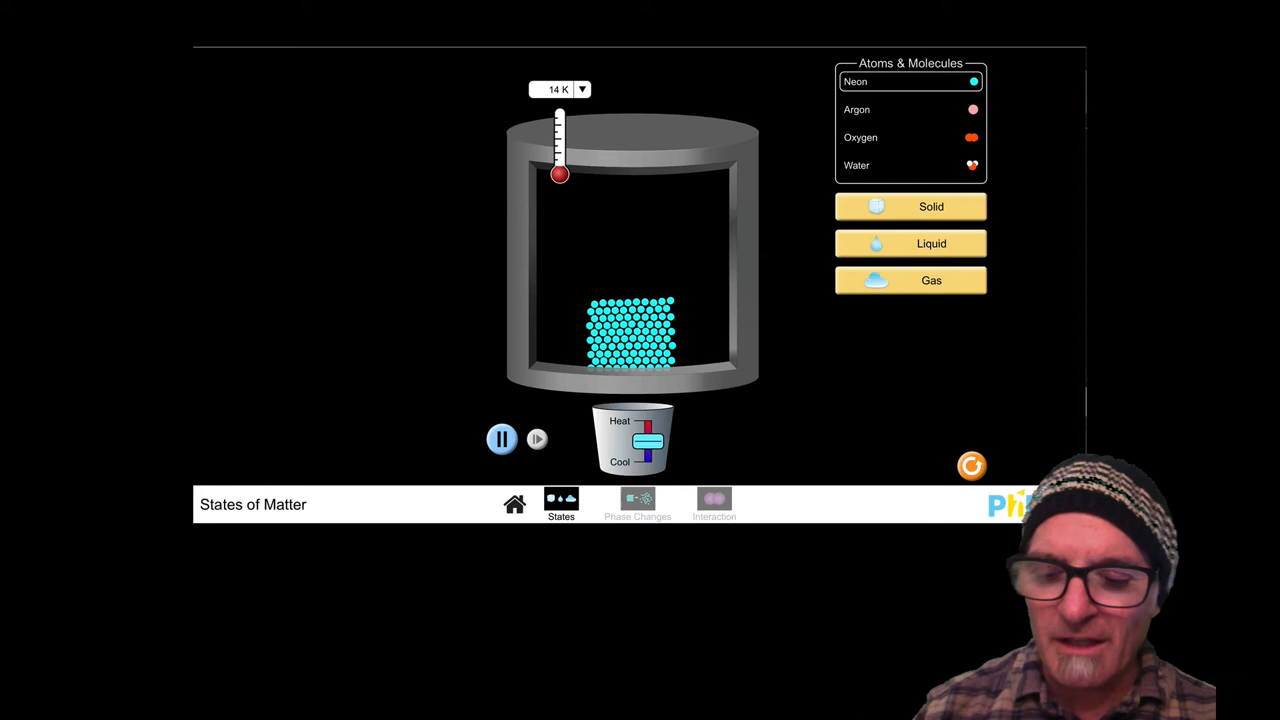 14 K
Atoms & Molecules
Neon
Argon
Oxygen
Water
Solid
Liquid
Gas
Heat
Cool
States of Matter
States
Phase Changes
Interaction